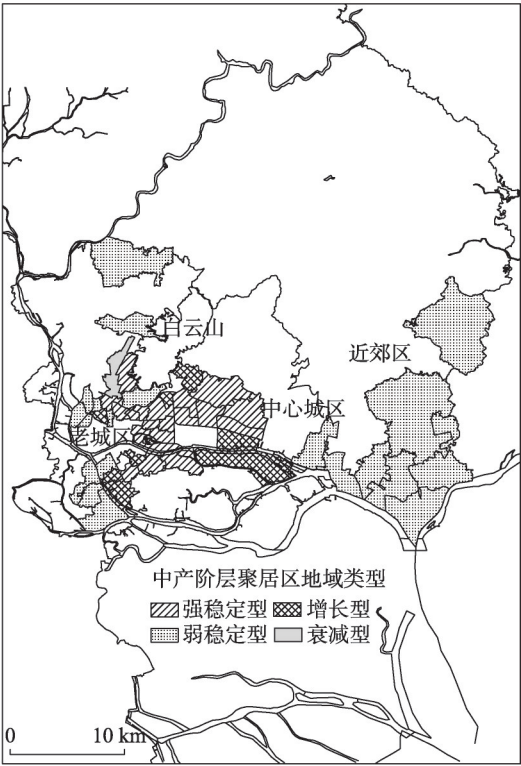 白云山
近郊区
中心城区
老城区
中产阶层聚居区地域类型
强稳定型 增长型
弱稳定型 衰减型
0 10 km